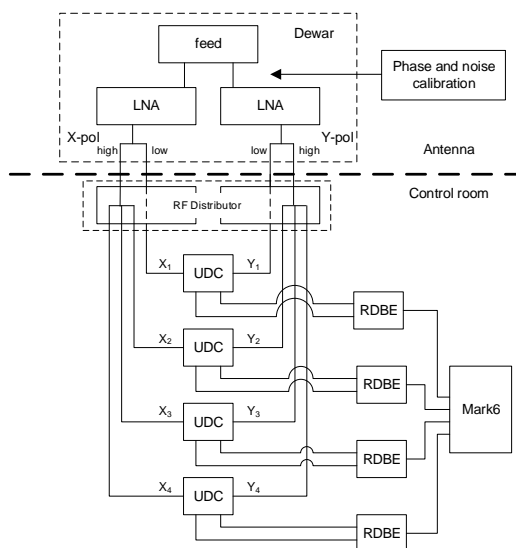 Dewar
feed
Phase and noise
calibration
LNA
LNA
X-pol
Y-pol
high
low
low
high
Antenna
Control room
RF Distributor
X1
UDC
Y1
RDBE
X2
UDC
Y2
RDBE
Mark6
X3
UDC
Y3
RDBE
X4
UDC
Y4
RDBE